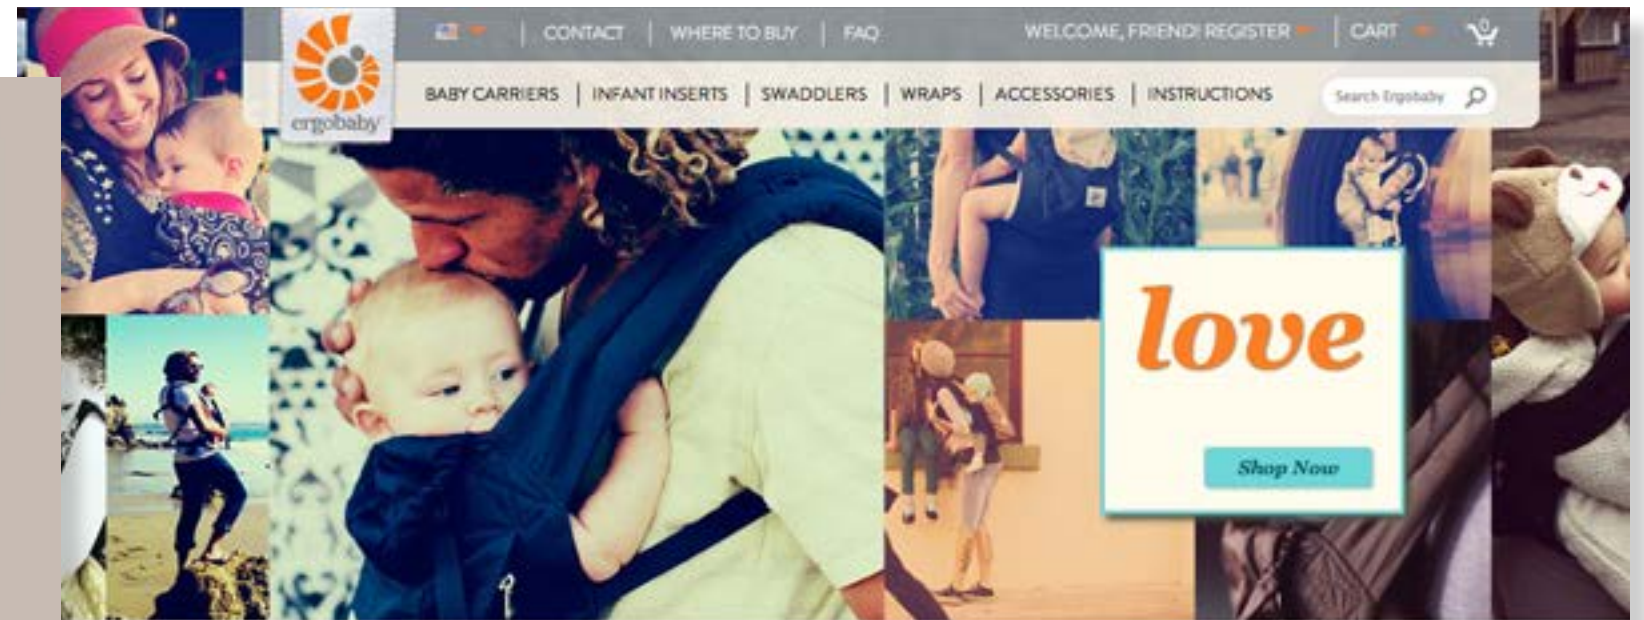 CONTACT
WHERE TO BUY
FAQ
WELCOME, FRIEND! REGISTER
CART
0
ergobaby
BABY CARRIERS
INFANT INSERTS
SWADDLERS
WRAPS
ACCESSORIES
INSTRUCTIONS
Search Ergobaby
love
Shop Now